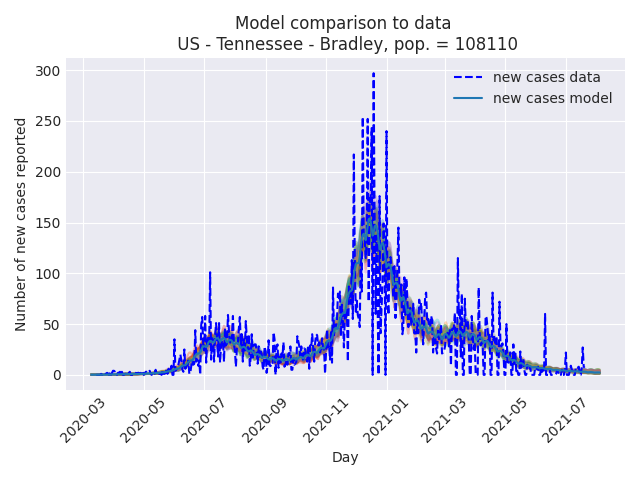 Model comparison to data
US - Tennessee - Bradley, pop. = 108110
new cases data
new cases model
Number of new cases reported
300
250
200
150
100
50
0
2020-03
2020-05
2020-07
2020-09
2020-11
2021-01
2021-03
2021-05
2021-07
Day